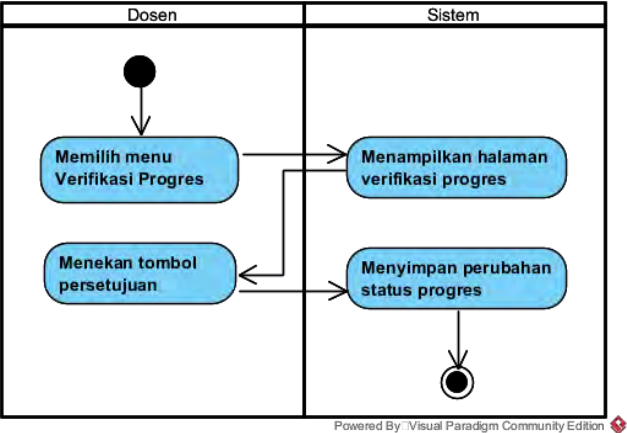 Dosen
Sistem
Memilih menu
Verifikasi Progres
Menampilkan halaman
verifikasi progres
Menekan tombol
persetujuan
Menyimpan perubahan
status progres
Powered By Visual Paradigm Community Edition